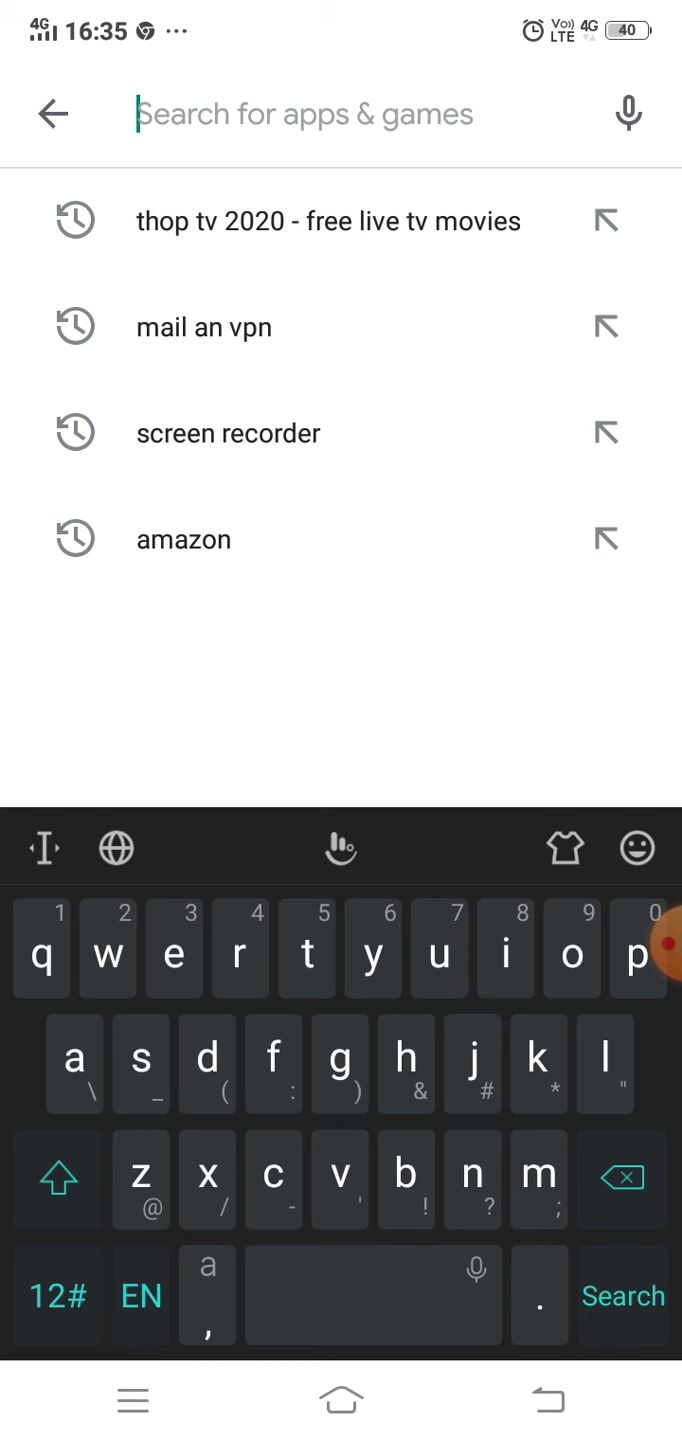 4G 16:35 ... Vo)) LTE 4G 40
Search for apps & games
thop tv 2020 - free live tv movies
mail an vpn
screen recorder
amazon
1 2 3 4 5 6 7 8 9 0
q w e r t y u i o p
a s d f g h j k l
\ _ ( : ) & # * "
z x c v b n m
@ / - ' ! ? ;
12# EN a , . Search